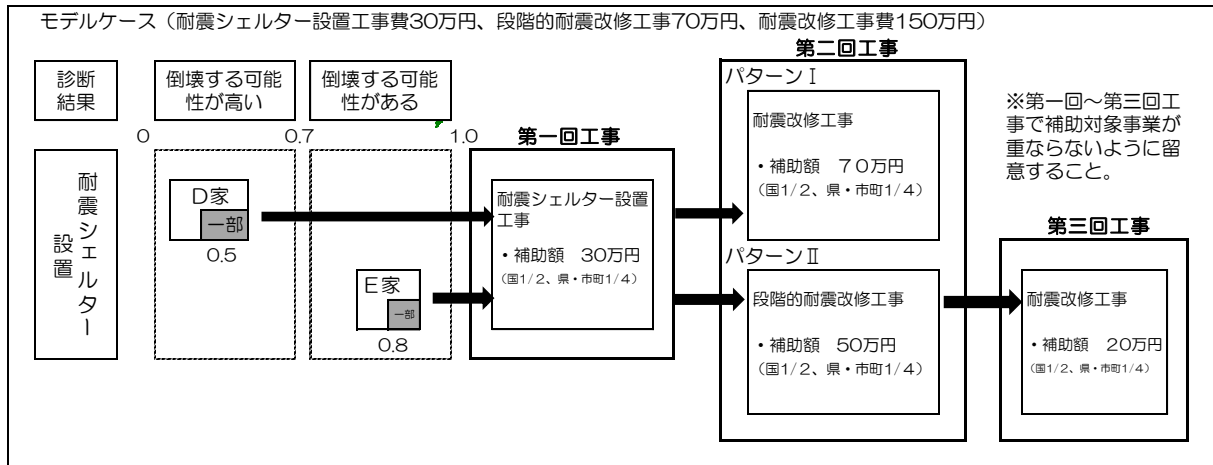 モデルケース（耐震シェルター設置工事費30万円、段階的耐震改修工事70万円、耐震改修工事費150万円）
診断
結果
倒壊する可能
性が高い
倒壊する可能
性がある
0
0.7
1.0
耐震シェルター
設置
D家
一部
0.5
E家
一部
0.8
第一回工事
耐震シェルター設置
工事
・補助額　30万円
（国1/2、県・市町1/4）
第二回工事
パターンⅠ
耐震改修工事
・補助額　７０万円
（国1/2、県・市町1/4）
パターンⅡ
段階的耐震改修工事
・補助額　50万円
（国1/2、県・市町1/4）
※第一回～第三回工
事で補助対象事業が
重ならないように留
意すること。
第三回工事
耐震改修工事
・補助額　20万円
（国1/2、県・市町1/4）